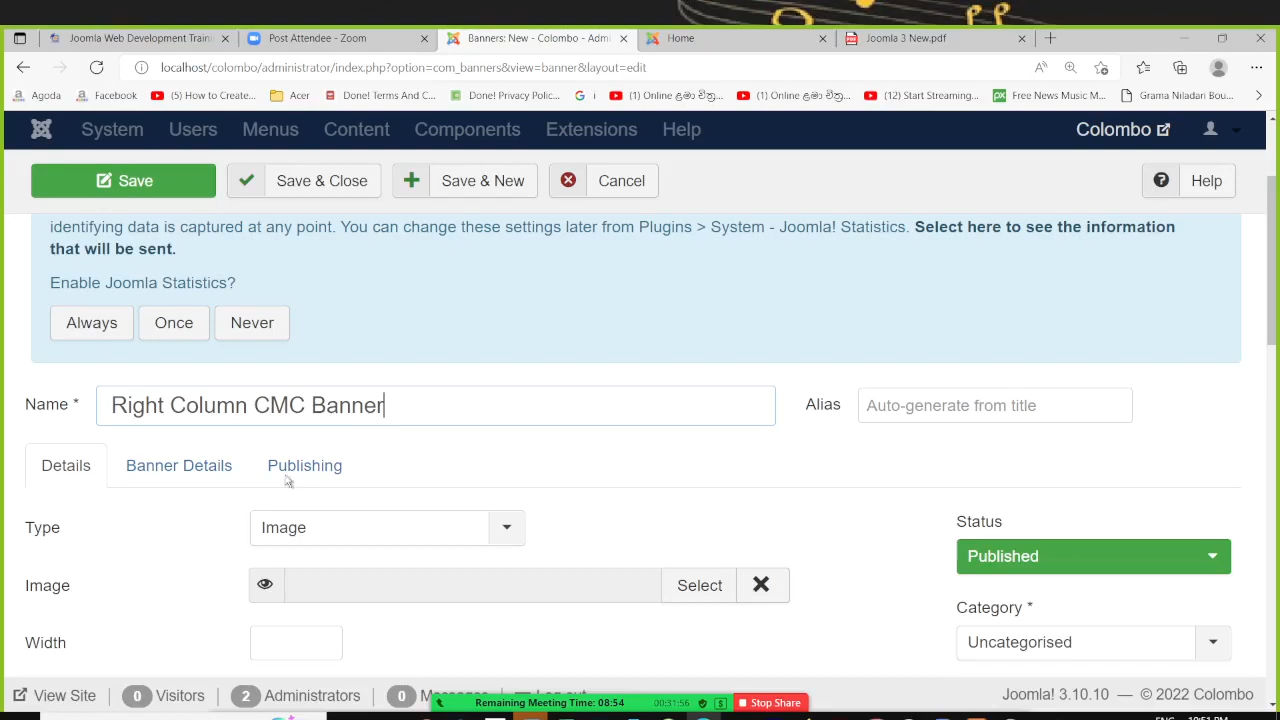 Joomla Web Development Train
Post Attendee - Zoom
Banners: New - Colombo - Admi
Home
Joomla 3 New.pdf
localhost/colombo/administrator/index.php?option=com_banners&view=banner&layout=edit
Agoda
Facebook
(5) How to Create...
Acer
Done! Terms And C...
Done! Privacy Polic...
i
(1) Online ළමා චිත්‍ර...
(1) Online ළමා චිත්‍ර...
(12) Start Streaming...
Free News Music M...
Grama Niladari Bou...
System Users Menus Content Components Extensions Help
Colombo
Save
Save & Close
Save & New
Cancel
Help
identifying data is captured at any point. You can change these settings later from Plugins > System - Joomla! Statistics. Select here to see the information
that will be sent.
Enable Joomla Statistics?
Always Once Never
Name * Right Column CMC Banner
Alias Auto-generate from title
Details Banner Details Publishing
Type Image
Status
Published
Image Select
Category *
Uncategorised
Width
View Site 0 Visitors 2 Administrators 0
Joomla! 3.10.10 — © 2022 Colombo
Remaining Meeting Time: 08:54 00:31:56 Stop Share